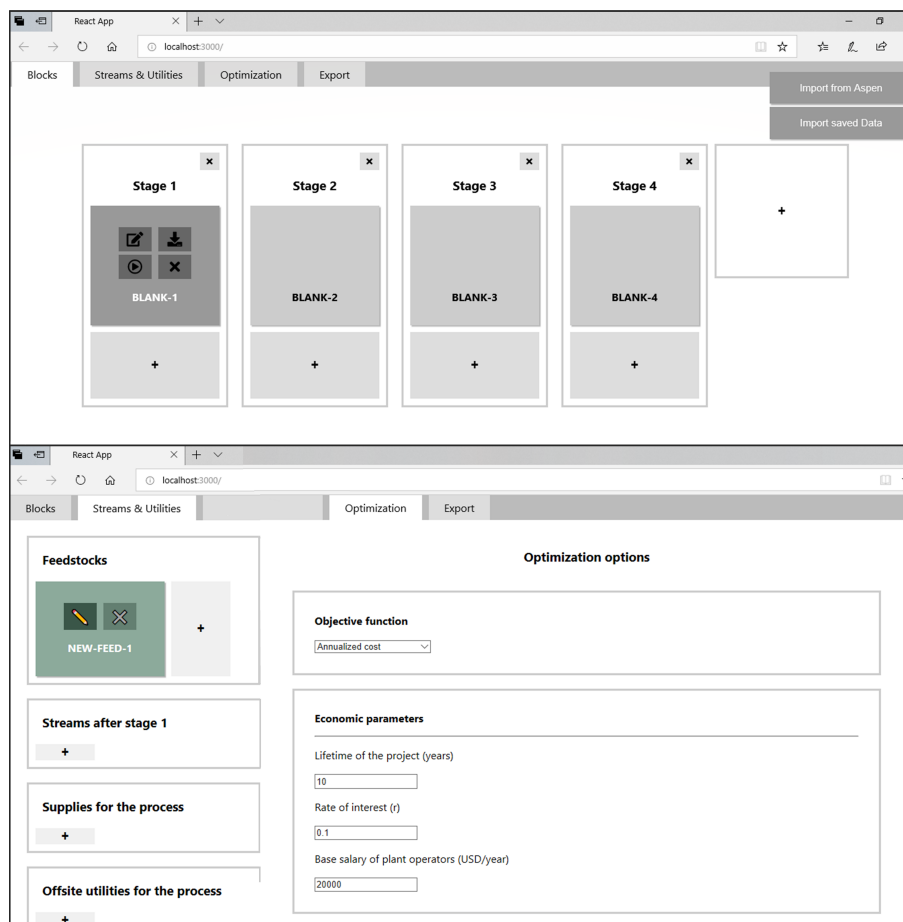 React App
localhost:3000/
Blocks Streams & Utilities Optimization Export
Import from Aspen
Import saved Data
Stage 1 Stage 2 Stage 3 Stage 4
+
BLANK-1 BLANK-2 BLANK-3 BLANK-4
+ + + +
React App
localhost:3000/
Blocks Streams & Utilities Optimization Export
Feedstocks
NEW-FEED-1
+
Streams after stage 1
+
Supplies for the process
+
Offsite utilities for the process
+
Optimization options
Objective function
Annualized cost
Economic parameters
Lifetime of the project (years)
10
Rate of interest (r)
0.1
Base salary of plant operators (USD/year)
20000